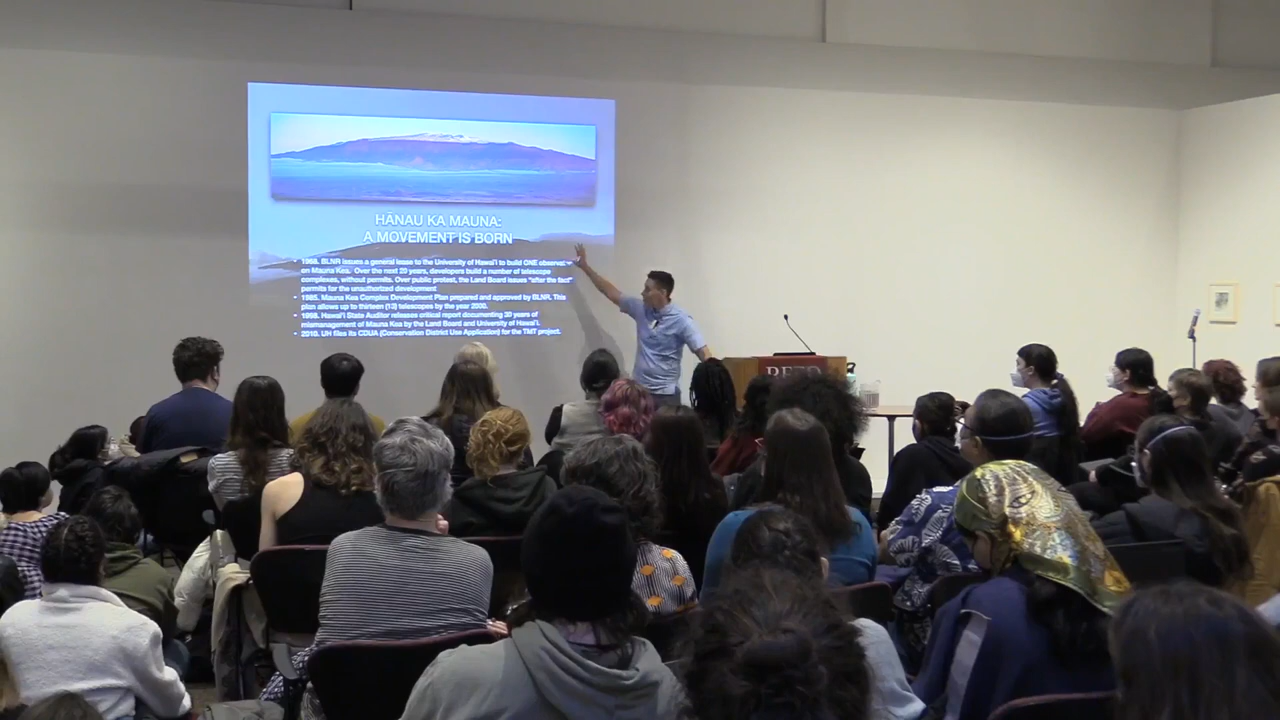 HĀNAU KA MAUNA:
A MOVEMENT IS BORN
• 1968. BLNR issues a general lease to the University of Hawai'i to build ONE
on Mauna Kea. Over the next 20 years, developers build a number of telescope
complexes, without permits. Over public protest, the Land Board issues "after the fact"
permits for the unauthorized development
• 1985. Mauna Kea Complex Development Plan prepared and approved by BLNR. This
plan allows up to thirteen (13) telescopes by the year 2000.
• 1998. Hawai'i State Auditor releases critical report documenting 30 years of
mismanagement of Mauna Kea by the Land Board and University of Hawai'i.
• 2010. UH files its CDUA (Conservation District Use Application) for the TMT project.
REED